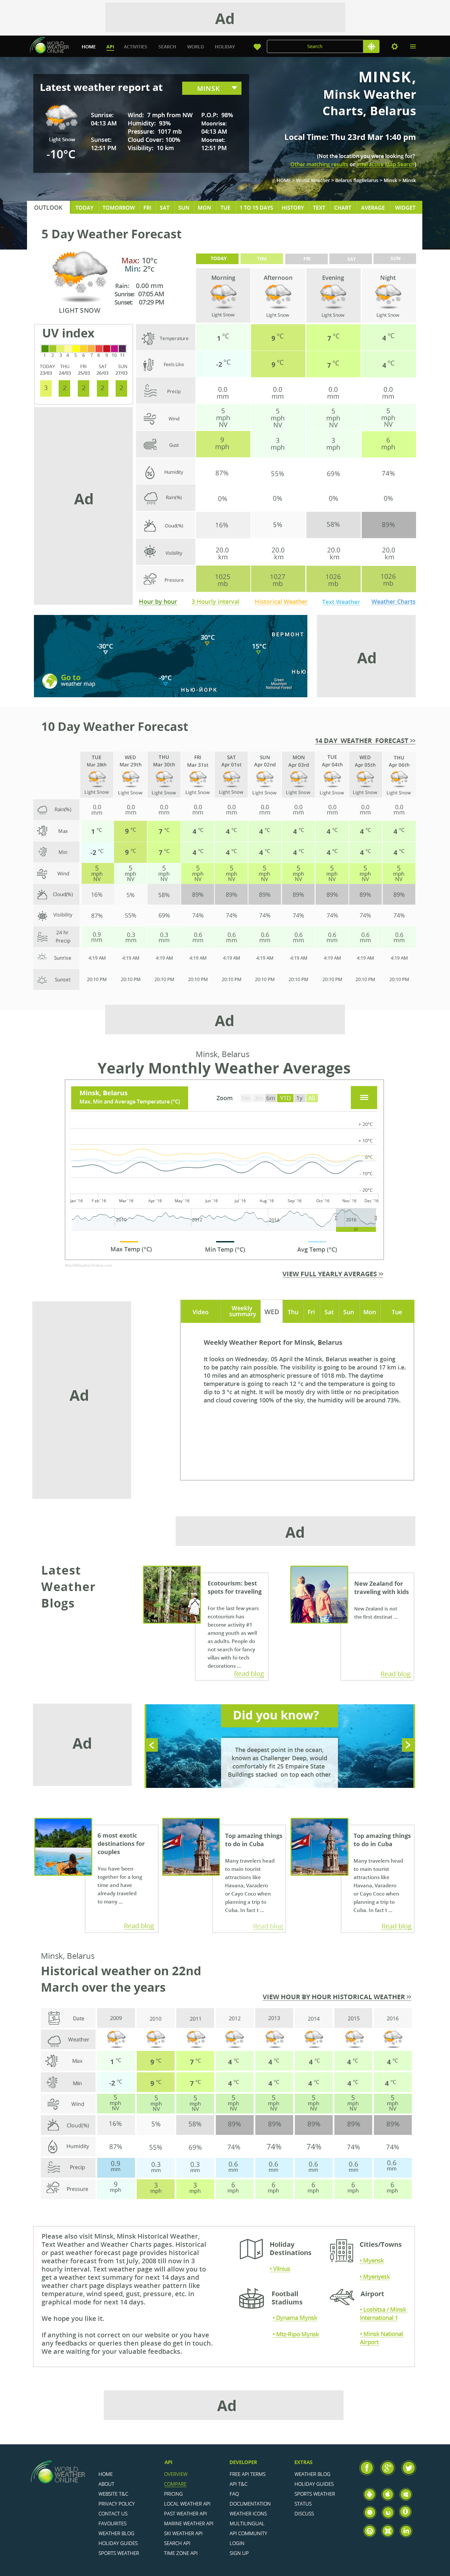 Ad
WORLD WEATHER ONLINE
HOME API ACTIVITIES SEARCH WORLD HOLIDAY Search
Latest weather report at MINSK
Light Snow
-10°C
Sunrise: 04:13 AM
Sunset: 12:51 PM
Wind: 7 mph from NW
Humidity: 93%
Pressure: 1017 mb
Cloud Cover: 100%
Visibility: 10 km
P.O.P: 98%
Moonrise: 04:13 AM
Moonset: 12:51 PM
MINSK,
Minsk Weather
Charts, Belarus
Local Time: Thu 23rd Mar 1:40 pm
(Not the location you were looking for?
HOME > World Weather > Belarus flagBelarus > Minsk > Minsk
OUTLOOK TODAY TOMORROW FRI SAT SUN MON TUE 1 TO 15 DAYS HISTORY TEXT CHART AVERAGE WIDGET
5 Day Weather Forecast
LIGHT SNOW
Max: 10°c
Min: 2°c
Rain: 0.00 mm
Sunrise: 07:05 AM
Sunset: 07:29 PM
TODAY THU FRI SAT SUN
Morning Afternoon Evening Night
Light Snow Light Snow Light Snow Light Snow
UV index
1 2 3 4 5 6 7 8 9 10 11
TODAY THU FRI SAT SUN
23/03 24/03 25/03 26/03 27/03
3 2 2 2 2
Ad
Temperature 1 °C 9 °C 7 °C 4 °C
Feels Like -2 °C 9 °C 7 °C 4 °C
Precip 0.0 mm 0.0 mm 0.0 mm 0.0 mm
Wind 5 mph NV 5 mph NV 5 mph NV 5 mph NV
Gust 9 mph 3 mph 3 mph 6 mph
Humidity 87% 55% 69% 74%
Rain(%) 0% 0% 0% 0%
Cloud(%) 16% 5% 58% 89%
Visibility 20.0 km 20.0 km 20.0 km 20.0 km
Pressure 1025 mb 1027 mb 1026 mb 1026 mb
Hour by hour 3 Hourly interval Historical Weather Text Weather Weather Charts
-30°C 30°C 15°C -9°C
ВЕРМОНТ
НЬЮ
НЬЮ-ЙОРК
Green Mountain National Forest
Go to
weather map
Ad
10 Day Weather Forecast
14 DAY WEATHER FORECAST >>
TUE WED THU FRI SAT SUN MON TUE WED THU
Mar 28th Mar 29th Mar 30th Mar 31st Apr 01st Apr 02nd Apr 03rd Apr 04th Apr 05th Apr 06th
Light Snow Light Snow Light Snow Light Snow Light Snow Light Snow Light Snow Light Snow Light Snow Light Snow
Rain(%) 0.0 mm 0.0 mm 0.0 mm 0.0 mm 0.0 mm 0.0 mm 0.0 mm 0.0 mm 0.0 mm 0.0 mm
Max 1 °C 9 °C 7 °C 4 °C 4 °C 4 °C 4 °C 4 °C 4 °C 4 °C
Min -2 °C 9 °C 7 °C 4 °C 4 °C 4 °C 4 °C 4 °C 4 °C 4 °C
Wind 5 mph NV 5 mph NV 5 mph NV 5 mph NV 5 mph NV 5 mph NV 5 mph NV 5 mph NV 5 mph NV 5 mph NV
Cloud(%) 16% 5% 58% 89% 89% 89% 89% 89% 89% 89%
Visibility 87% 55% 69% 74% 74% 74% 74% 74% 74% 74%
24 hr Precip 0.9 mm 0.3 mm 0.3 mm 0.6 mm 0.6 mm 0.6 mm 0.6 mm 0.6 mm 0.6 mm 0.6 mm
Sunrise 4:19 AM 4:19 AM 4:19 AM 4:19 AM 4:19 AM 4:19 AM 4:19 AM 4:19 AM 4:19 AM 4:19 AM
Sunset 20:10 PM 20:10 PM 20:10 PM 20:10 PM 20:10 PM 20:10 PM 20:10 PM 20:10 PM 20:10 PM 20:10 PM
Ad
Minsk, Belarus
Yearly Monthly Weather Averages
Minsk, Belarus
Max, Min and Average Temperature (°C)
Zoom 6m YTD 1y All
+ 20°C
+ 10°C
0°C
- 10°C
- 20°C
Jan '16 Feb '16 Mar '16 Apr '16 May '16 Jun '16 Jul '16 Aug '16 Sep '16 Oct '16 Nov '16 Dec '16
2010 2012 2014 2016
Max Temp (°C) Min Temp (°C) Avg Temp (°C)
VIEW FULL YEARLY AVERAGES >>
Ad
Video Weekly summary WED Thu Fri Sat Sun Mon Tue
Weekly Weather Report for Minsk, Belarus
It looks on Wednesday, 05 April the Minsk, Belarus weather is going
to be patchy rain possible. The visibility is going to be around 17 km i.e.
10 miles and an atmospheric pressure of 1018 mb. The daytime
temperature is going to reach 12 °c and the temperature is going to
dip to 3 °c at night. It will be mostly dry with little or no precipitation
and cloud covering 100% of the sky, the humidity will be around 73%.
Ad
Latest
Weather
Blogs
Ecotourism: best
spots for traveling
For the last few years
ecotourism has
become activity #1
among youth as well
as adults. People do
not search for fancy
villas with hi-tech
decorations ...
Read blog
New Zealand for
traveling with kids
New Zealand is not
the first destinat ...
Read blog
Ad
Did you know?
The deepest point in the ocean,
known as Challenger Deep, would
comfortably fit 25 Empaire State
Buildings stacked on top each other
6 most exotic
destinations for
couples
You have been
together for a long
time and have
already traveled
to many ...
Read blog
Top amazing things
to do in Cuba
Many travelers head
to main tourist
attractions like
Havana, Varadero
or Cayo Coco when
planning a trip to
Cuba. In fact t ...
Read blog
Top amazing things
to do in Cuba
Many travelers head
to main tourist
attractions like
Havana, Varadero
or Cayo Coco when
planning a trip to
Cuba. In fact t ...
Read blog
Minsk, Belarus
Historical weather on 22nd
March over the years
VIEW HOUR BY HOUR HISTORICAL WEATHER >>
Date 2009 2010 2011 2012 2013 2014 2015 2016
Weather
Max 1 °C 9 °C 7 °C 4 °C 4 °C 4 °C 4 °C 4 °C
Min -2 °C 9 °C 7 °C 4 °C 4 °C 4 °C 4 °C 4 °C
Wind 5 mph NV 5 mph NV 5 mph NV 5 mph NV 5 mph NV 5 mph NV 5 mph NV 5 mph NV
Cloud(%) 16% 5% 58% 89% 89% 89% 89% 89%
Humidity 87% 55% 69% 74% 74% 74% 74% 74%
Precip 0.9 mm 0.3 mm 0.3 mm 0.6 mm 0.6 mm 0.6 mm 0.6 mm 0.6 mm
Pressure 9 mph 3 mph 3 mph 6 mph 6 mph 6 mph 6 mph 6 mph
Please also visit Minsk, Minsk Historical Weather,
Text Weather and Weather Charts pages. Historical
or past weather forecast page provides historical
weather forecast from 1st July, 2008 till now in 3
hourly interval. Text weather page will allow you to
get a weather text summary for next 14 days and
weather chart page displays weather pattern like
temperature, wind speed, gust, pressure, etc. in
graphical mode for next 14 days.
We hope you like it.
If anything is not correct on our website or you have
any feedbacks or queries then please do get in touch.
We are waiting for your valuable feedbacks.
Holiday
Destinations
• Vilnius
Cities/Towns
• Myensk
• Myenyesk
Football
Stadiums
• Dynama Mynsk
• Mtz-Ripo Mynsk
Airport
• Loshitsa / Minsk
International 1
• Minsk National
Airport
Ad
WORLD WEATHER ONLINE
HOME
ABOUT
WEBSITE T&C
PRIVACY POLICY
CONTACT US
FAVOURITES
WEATHER BLOG
HOLIDAY GUIDES
SPORTS WEATHER
API
OVERVIEW
COMPARE
PRICING
LOCAL WEATHER API
PAST WEATHER API
MARINE WEATHER API
SKI WEATHER API
SEARCH API
TIME ZONE API
DEVELOPER
FREE API TERMS
API T&C
FAQ
DOCUMENTATION
WEATHER ICONS
MULTILINGUAL
API COMMUNITY
LOGIN
SIGN UP
EXTRAS
WEATHER BLOG
HOLIDAY GUIDES
SPORTS WEATHER
STATUS
DISCUSS